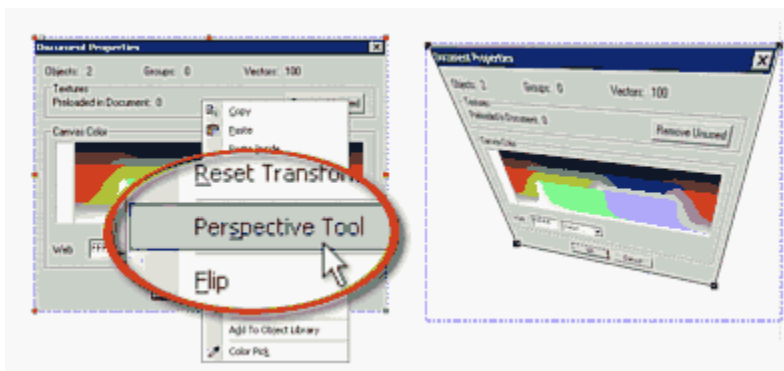 Document Properties
Objects: 2 Groups: 0 Vectors: 100
Textures
Preloaded in Document: 0
Canvas Color
Web
Copy
Paste
Reset Transform
Perspective Tool
Flip
Add To Object Library
Color Pick
Document Properties
Objects: 2 Groups: 0 Vectors: 100
Textures
Preloaded in Document: 0
Remove Unused
Canvas Color